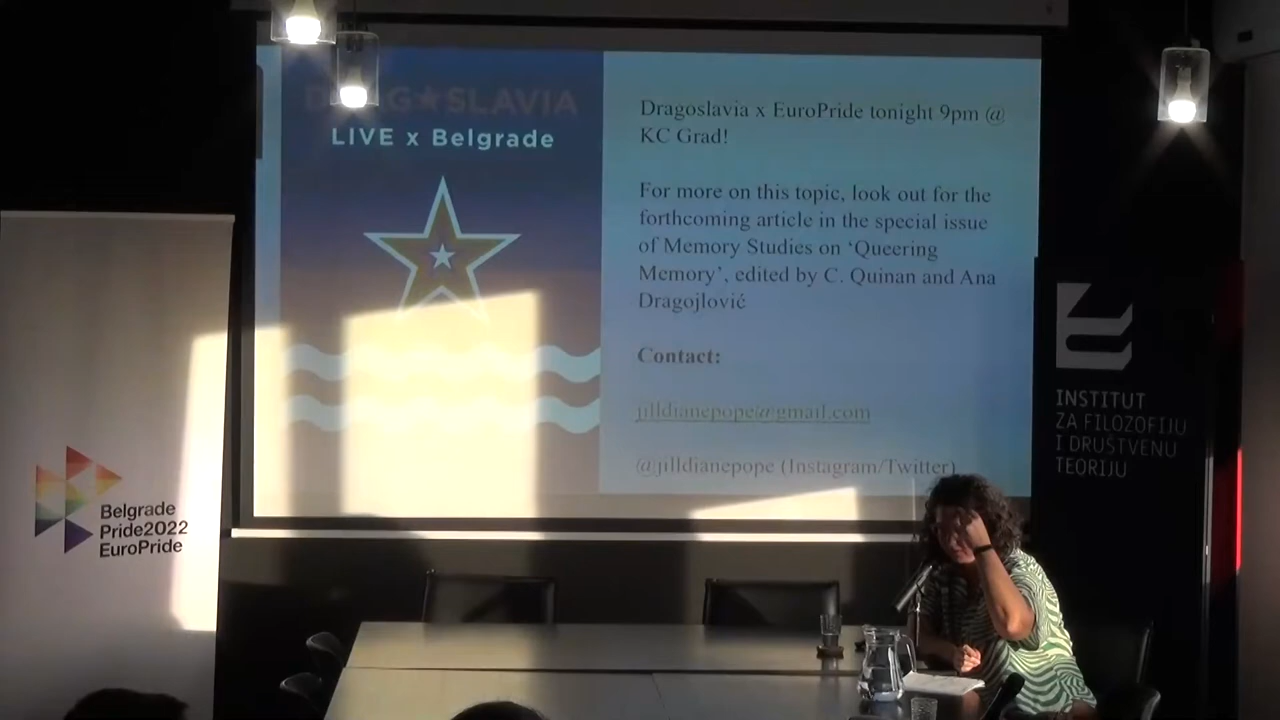 DRAG★SLAVIA
LIVE x Belgrade
Dragoslavia x EuroPride tonight 9pm @
KC Grad!
For more on this topic, look out for the
forthcoming article in the special issue
of Memory Studies on ‘Queering
Memory’, edited by C. Quinan and Ana
Dragojlović
Contact:
jilldianepope@gmail.com
@jilldianepope (Instagram/Twitter)
Belgrade
Pride2022
EuroPride
INSTITUT
ZA FILOZOFIJU
I DRUŠTVENU
TEORIJU